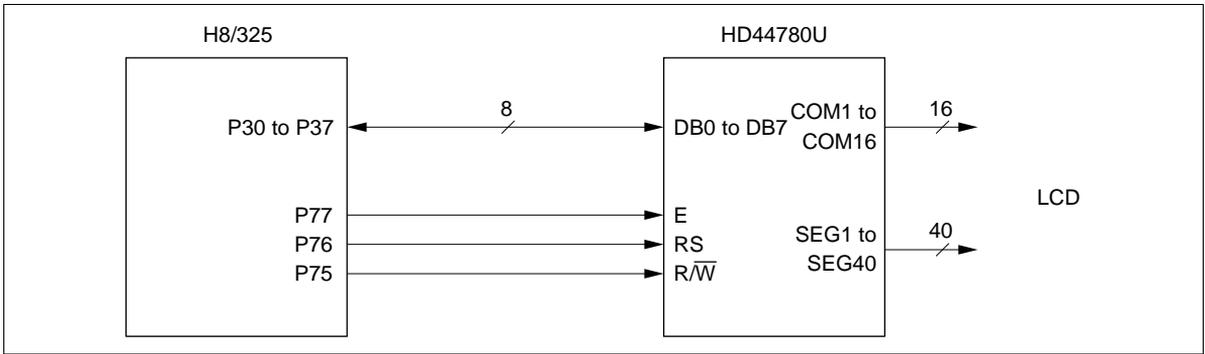 H8/325
HD44780U
P30 to P37
8
DB0 to DB7
COM1 to
COM16
16
P77
E
P76
RS
P75
R/W̅
SEG1 to
SEG40
40
LCD